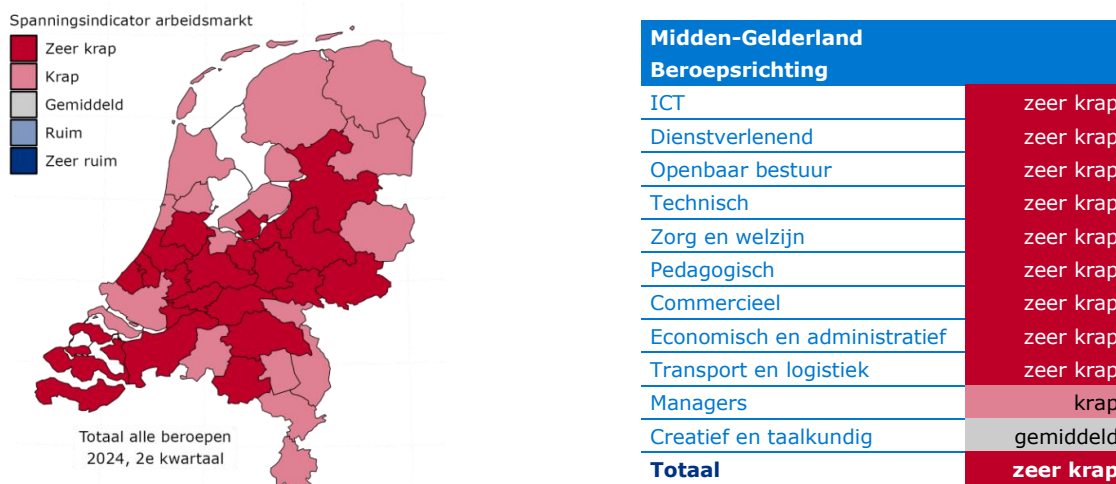 Spanningsindicator arbeidsmarkt
Zeer krap
Krap
Gemiddeld
Ruim
Zeer ruim
Totaal alle beroepen
2024, 2e kwartaal
Midden-Gelderland
Beroepsrichting
ICT zeer krap
Dienstverlenend zeer krap
Openbaar bestuur zeer krap
Technisch zeer krap
Zorg en welzijn zeer krap
Pedagogisch zeer krap
Commercieel zeer krap
Economisch en administratief zeer krap
Transport en logistiek zeer krap
Managers krap
Creatief en taalkundig gemiddeld
Totaal zeer krap